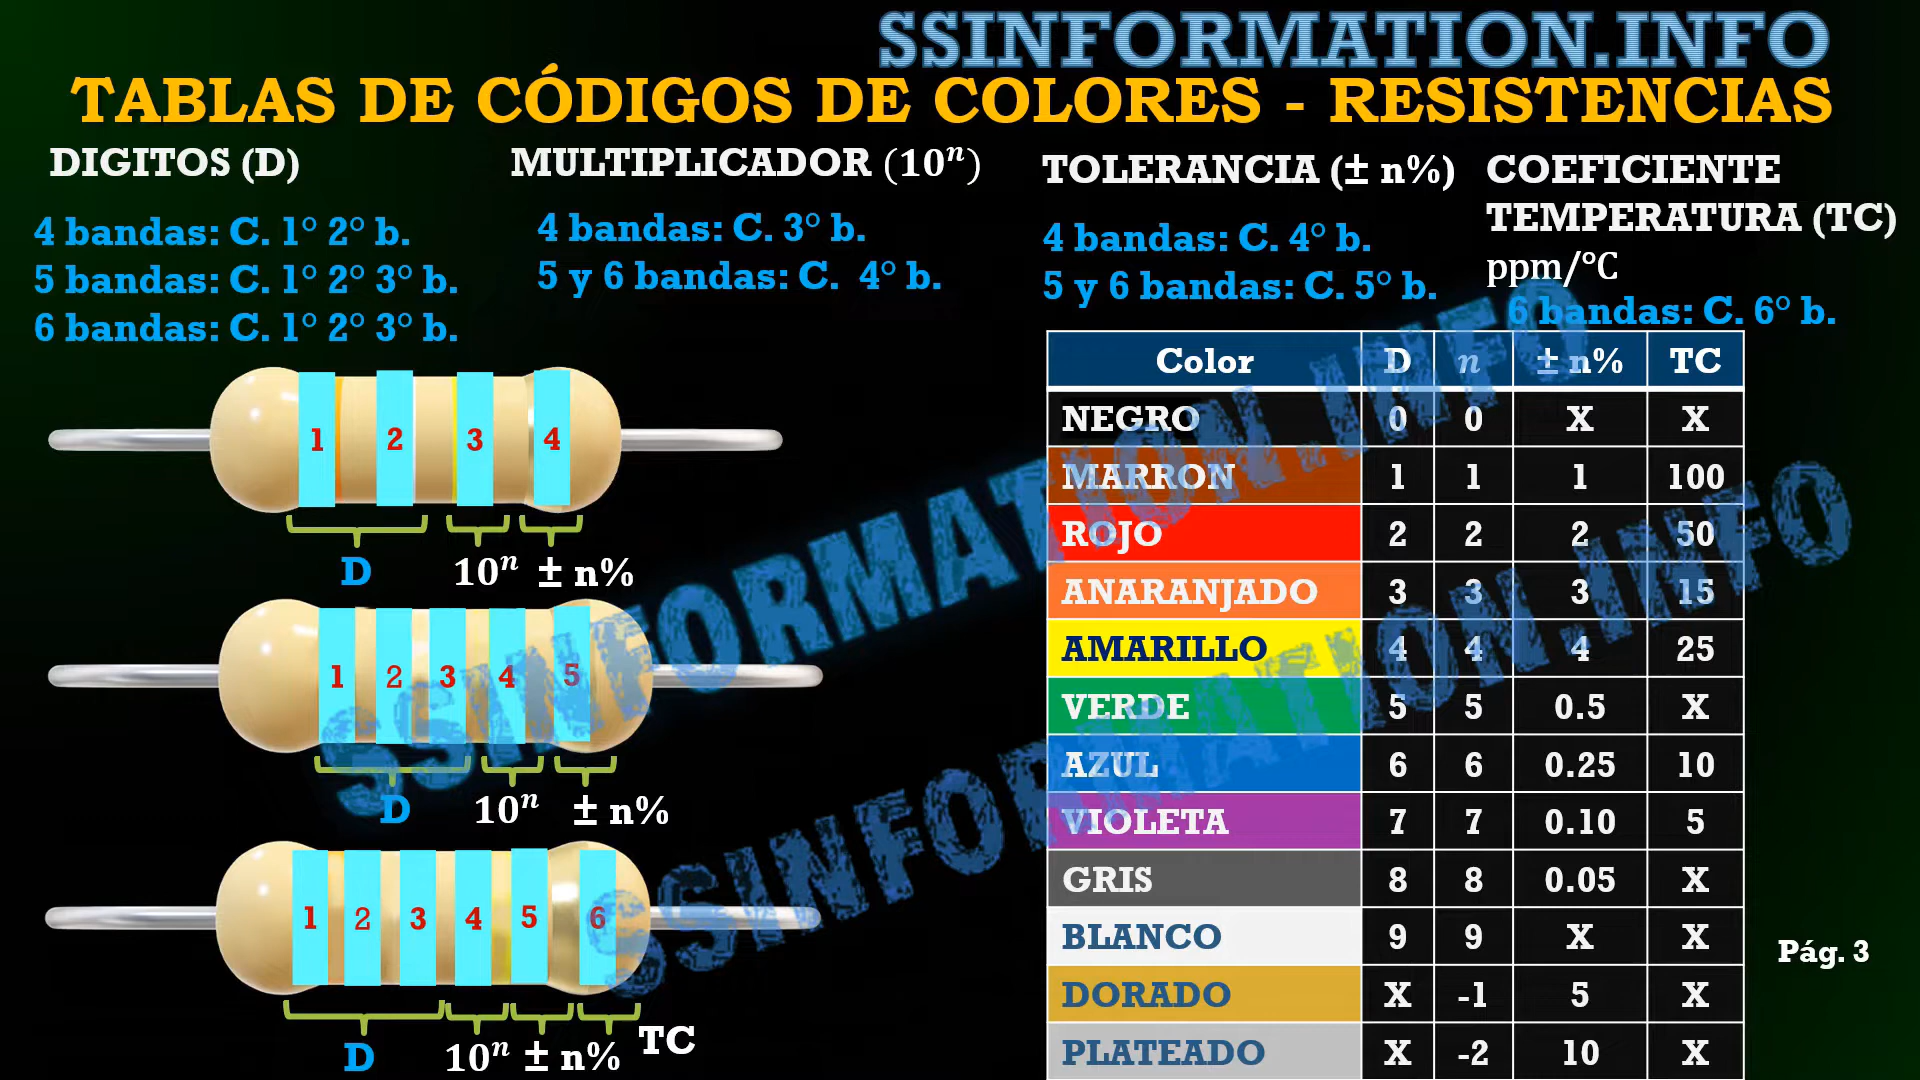 SSINFORMATION.INFO
TABLAS DE CÓDIGOS DE COLORES - RESISTENCIAS
DIGITOS (D)
4 bandas: C. 1° 2° b.
5 bandas: C. 1° 2° 3° b.
6 bandas: C. 1° 2° 3° b.
MULTIPLICADOR (10ⁿ)
4 bandas: C. 3° b.
5 y 6 bandas: C. 4° b.
TOLERANCIA (± n%)
4 bandas: C. 4° b.
5 y 6 bandas: C. 5° b.
COEFICIENTE
TEMPERATURA (TC)
ppm/°C
6 bandas: C. 6° b.
1 2 3 4
D 10ⁿ ± n%
1 2 3 4 5
D 10ⁿ ± n%
1 2 3 4 5 6
D 10ⁿ ± n% TC
Color D n ± n% TC
NEGRO 0 0 X X
MARRON 1 1 1 100
ROJO 2 2 2 50
ANARANJADO 3 3 3 15
AMARILLO 4 4 4 25
VERDE 5 5 0.5 X
AZUL 6 6 0.25 10
VIOLETA 7 7 0.10 5
GRIS 8 8 0.05 X
BLANCO 9 9 X X
DORADO X -1 5 X
PLATEADO X -2 10 X
Pág. 3
SSINFORMATION.INFO
SSINFORMATION.INFO